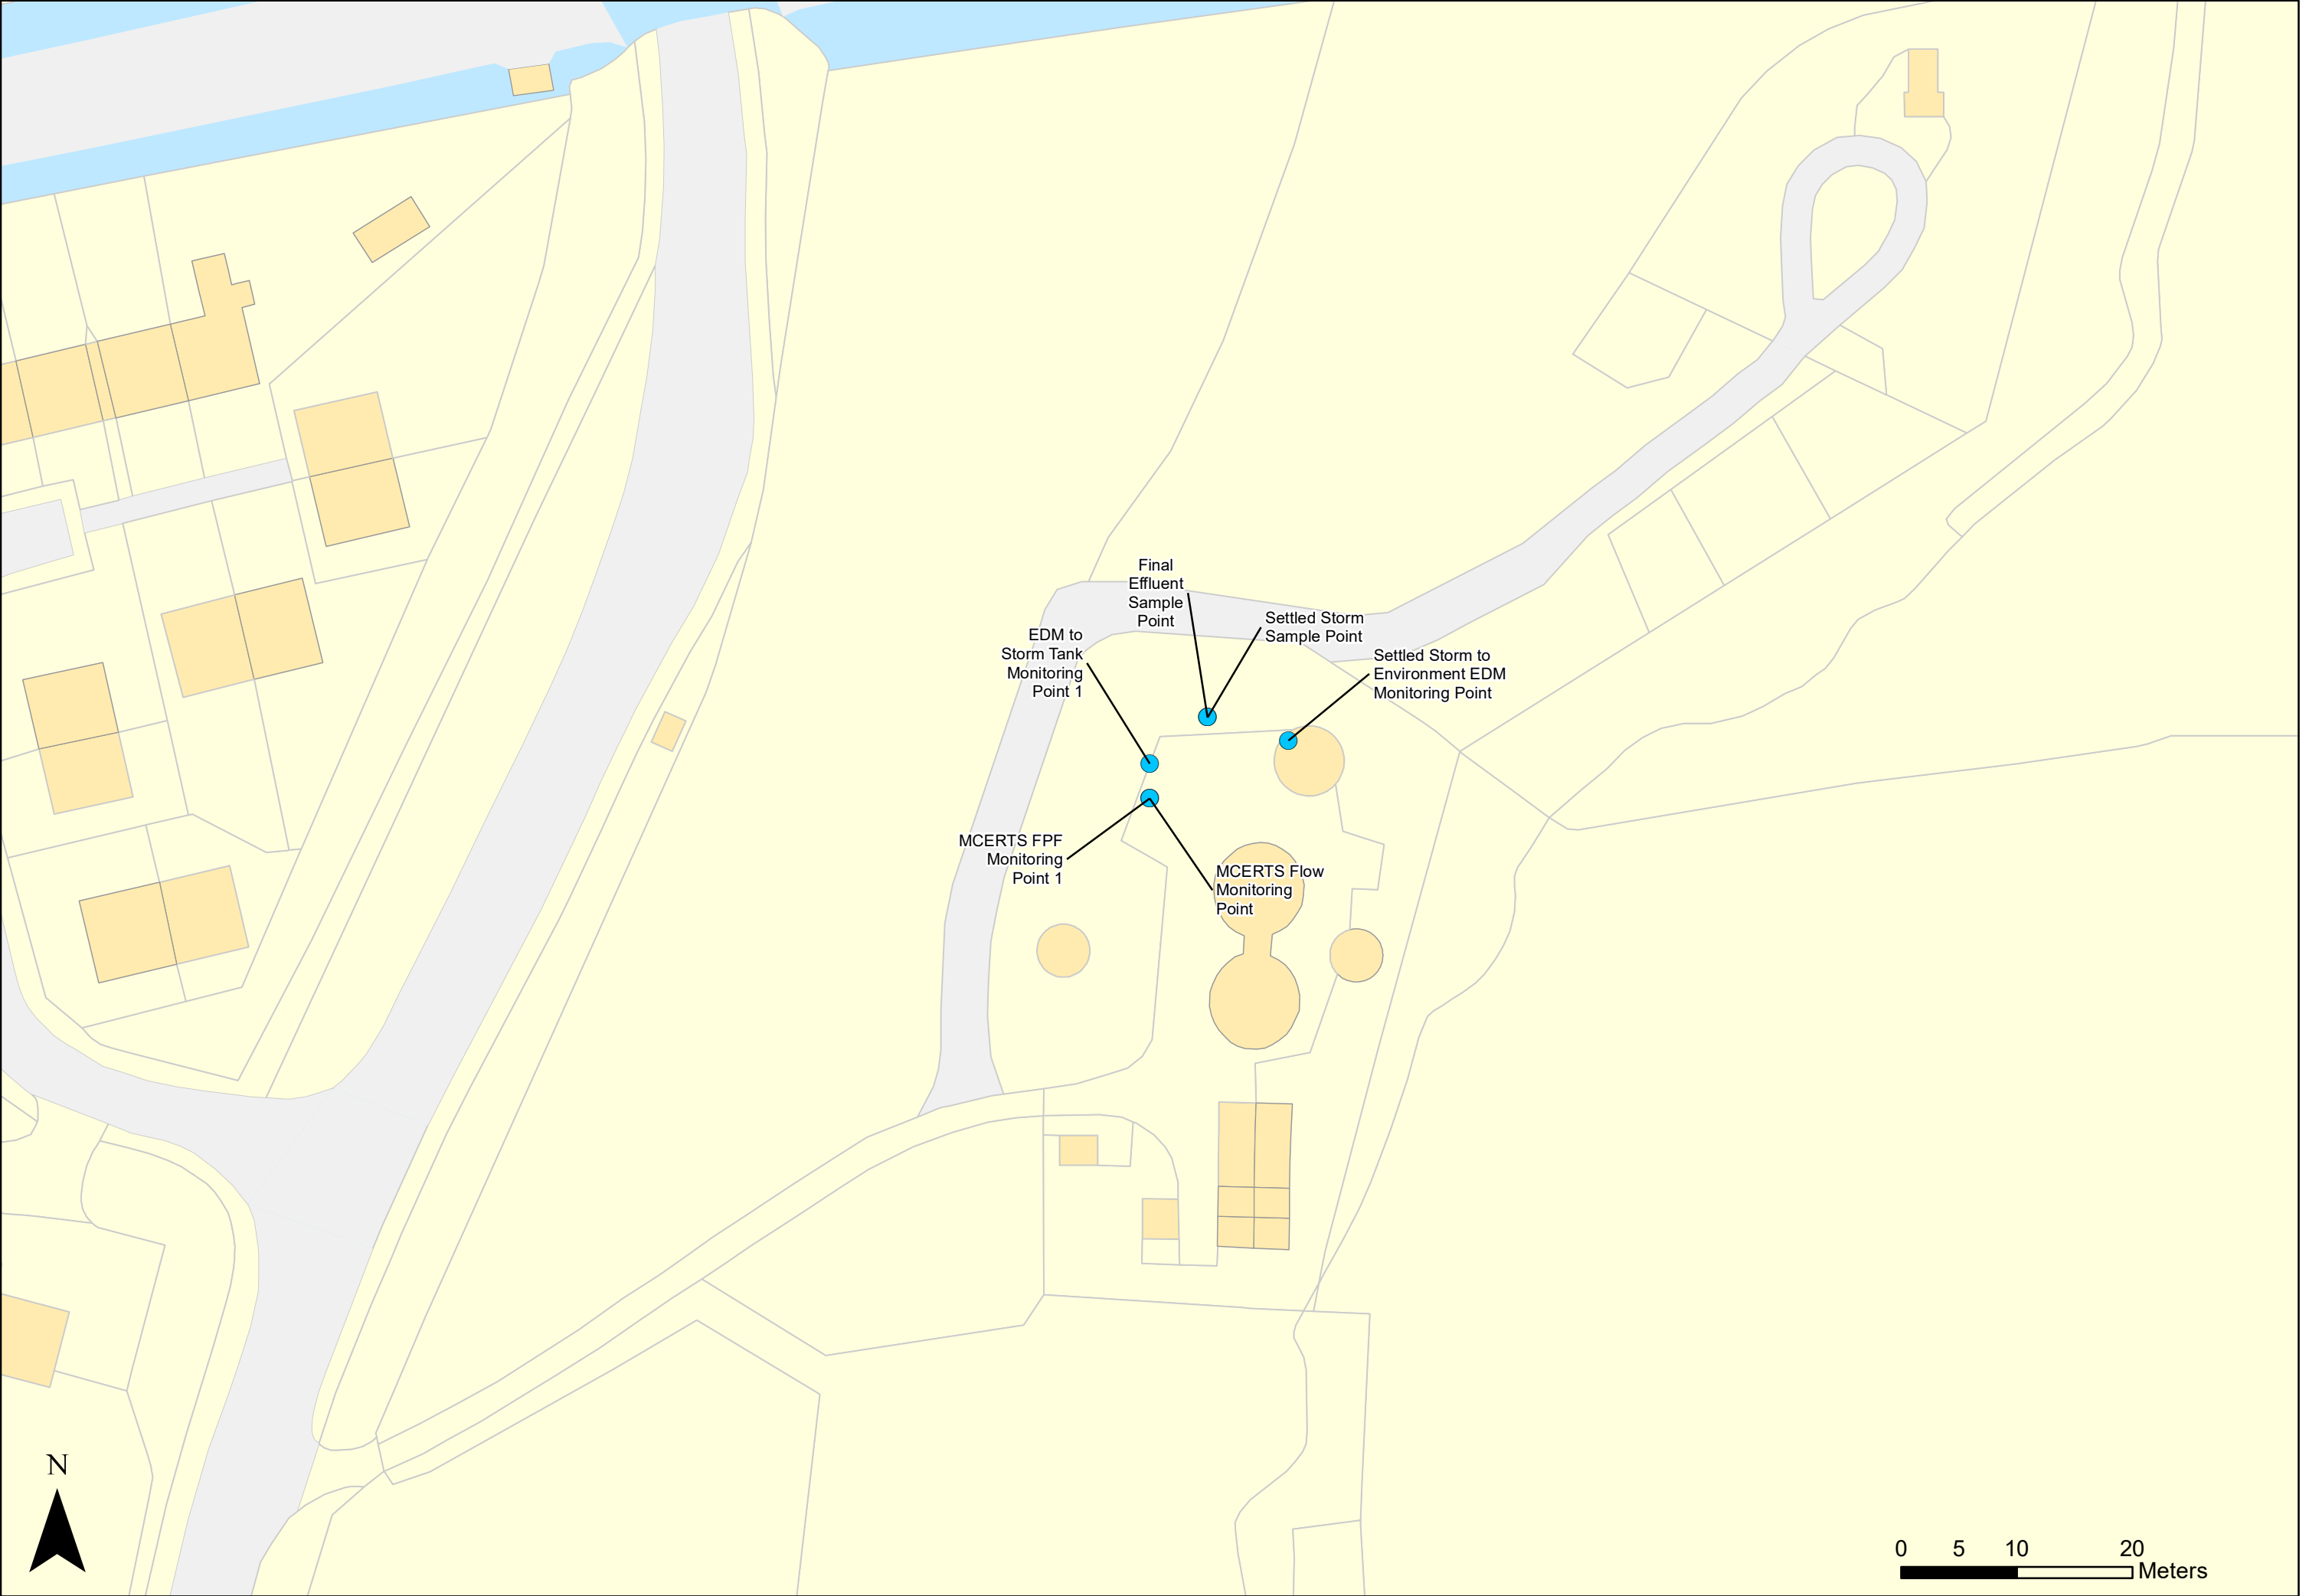 Final
Effluent
Sample
Point
Settled Storm
Sample Point
EDM to
Storm Tank
Monitoring
Point 1
Settled Storm to
Environment EDM
Monitoring Point
MCERTS FPF
Monitoring
Point 1
MCERTS Flow
Monitoring
Point
N
0 5 10 20
Meters